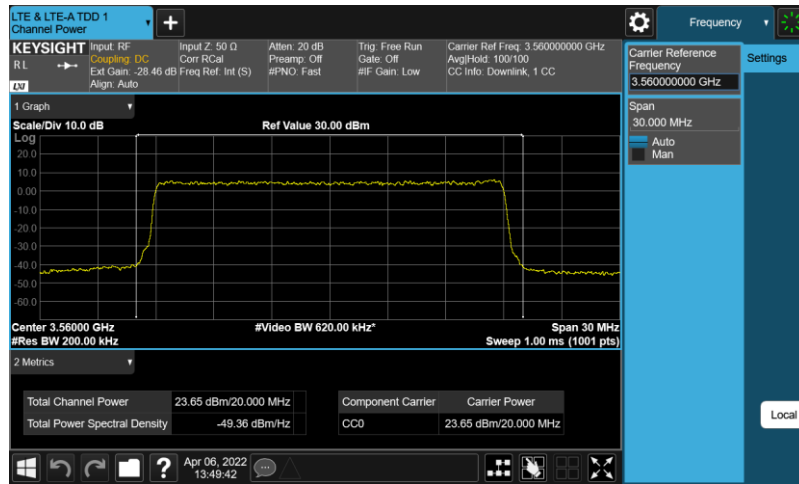 LTE & LTE-A TDD 1
Channel Power
Frequency
KEYSIGHT
RL
LXI
Input: RF
Coupling: DC
Ext Gain: -28.46 dB
Align: Auto
Input Z: 50 Ω
Corr RCal
Freq Ref: Int (S)
Atten: 20 dB
Preamp: Off
#PNO: Fast
Trig: Free Run
Gate: Off
#IF Gain: Low
Carrier Ref Freq: 3.560000000 GHz
Avg|Hold: 100/100
CC Info: Downlink, 1 CC
Carrier Reference
Frequency
3.560000000 GHz
Settings
Span
30.000 MHz
Auto
Man
1 Graph
Scale/Div 10.0 dB
Ref Value 30.00 dBm
Log
20.0
10.0
0.00
-10.0
-20.0
-30.0
-40.0
-50.0
-60.0
Center 3.56000 GHz
#Video BW 620.00 kHz*
Span 30 MHz
#Res BW 200.00 kHz
Sweep 1.00 ms (1001 pts)
2 Metrics
Total Channel Power 23.65 dBm/20.000 MHz
Total Power Spectral Density -49.36 dBm/Hz
Component Carrier Carrier Power
CC0 23.65 dBm/20.000 MHz
Local
?
Apr 06, 2022
13:49:42